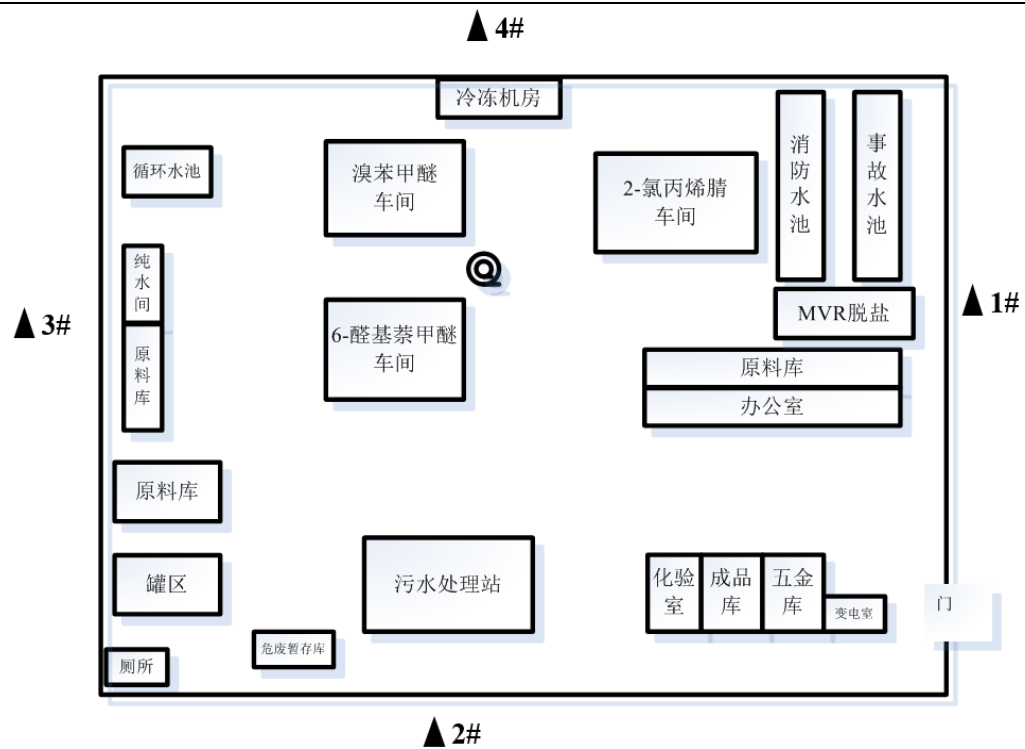 ▲4#
冷冻机房
循环水池
溴苯甲醚
车间
2-氯丙烯腈
车间
消
防
水
池
事
故
水
池
纯
水
间
◎
▲3#
▲1#
MVR脱盐
6-醛基萘甲醚
车间
原
料
库
原料库
办公室
原料库
罐区
污水处理站
化验
室
成品
库
五金
库
变电室
门
危废暂存库
厕所
▲2#